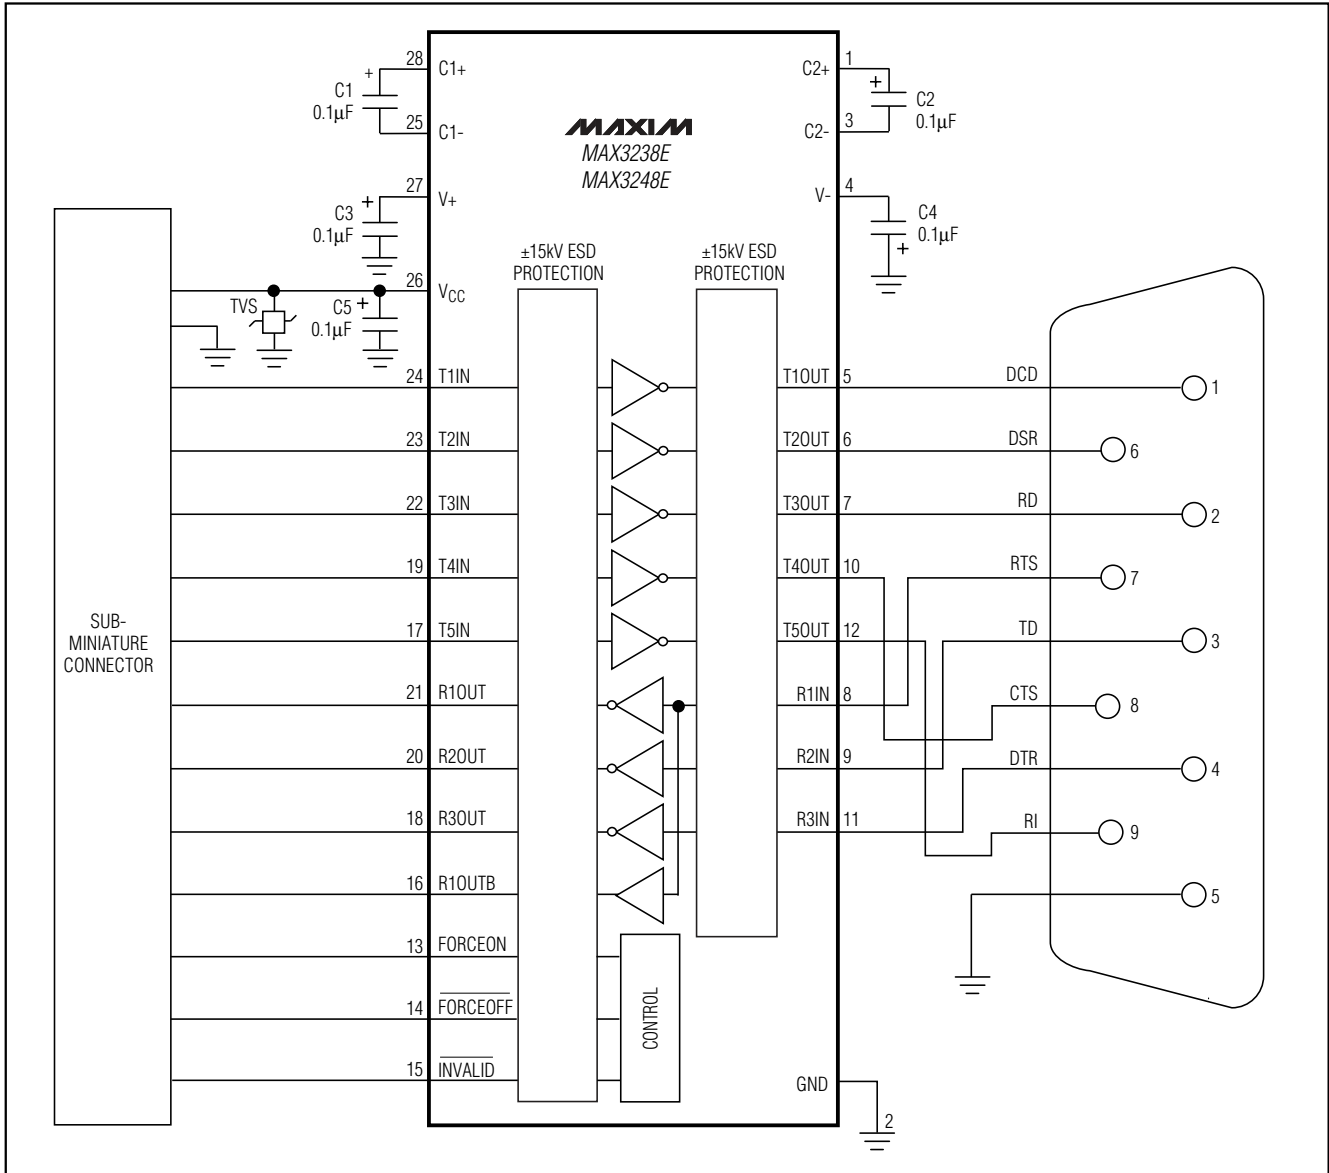 28
C1+
C1
0.1µF
+
25
C1-
MAXIM
MAX3238E
MAX3248E
C2+
1
+
C2
0.1µF
C2-
3
27
V+
+
C3
0.1µF
V-
4
C4
0.1µF
+
±15kV ESD
PROTECTION
±15kV ESD
PROTECTION
26
VCC
TVS
C5
+
0.1µF
SUB-
MINIATURE
CONNECTOR
24
T1IN
T1OUT
5
DCD
1
23
T2IN
T2OUT
6
DSR
6
22
T3IN
T3OUT
7
RD
2
19
T4IN
T4OUT
10
RTS
7
17
T5IN
T5OUT
12
TD
3
21
R1OUT
R1IN
8
CTS
8
20
R2OUT
R2IN
9
DTR
4
18
R3OUT
R3IN
11
RI
9
16
R1OUTB
5
13
FORCEON
14
FORCEOFF
15
INVALID
CONTROL
GND
2